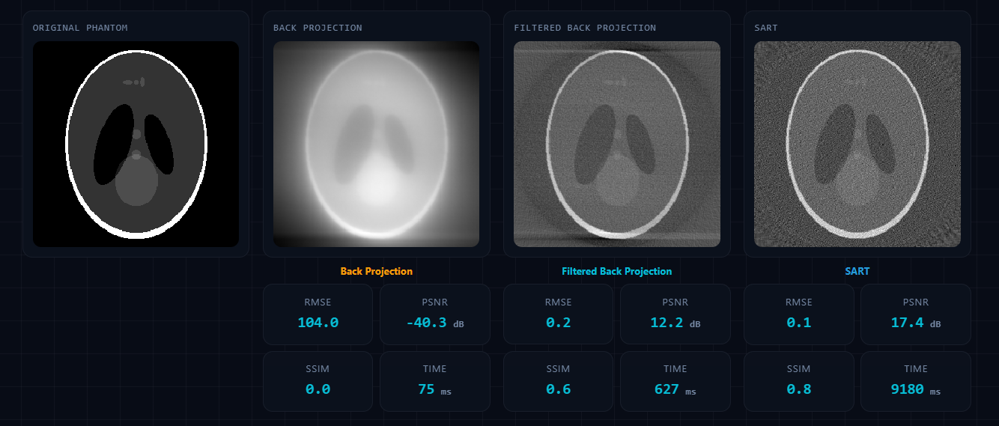 ORIGINAL PHANTOM
BACK PROJECTION
FILTERED BACK PROJECTION
SART
Back Projection
Filtered Back Projection
SART
RMSE
104.0
PSNR
-40.3 dB
RMSE
0.2
PSNR
12.2 dB
RMSE
0.1
PSNR
17.4 dB
SSIM
0.0
TIME
75 ms
SSIM
0.6
TIME
627 ms
SSIM
0.8
TIME
9180 ms